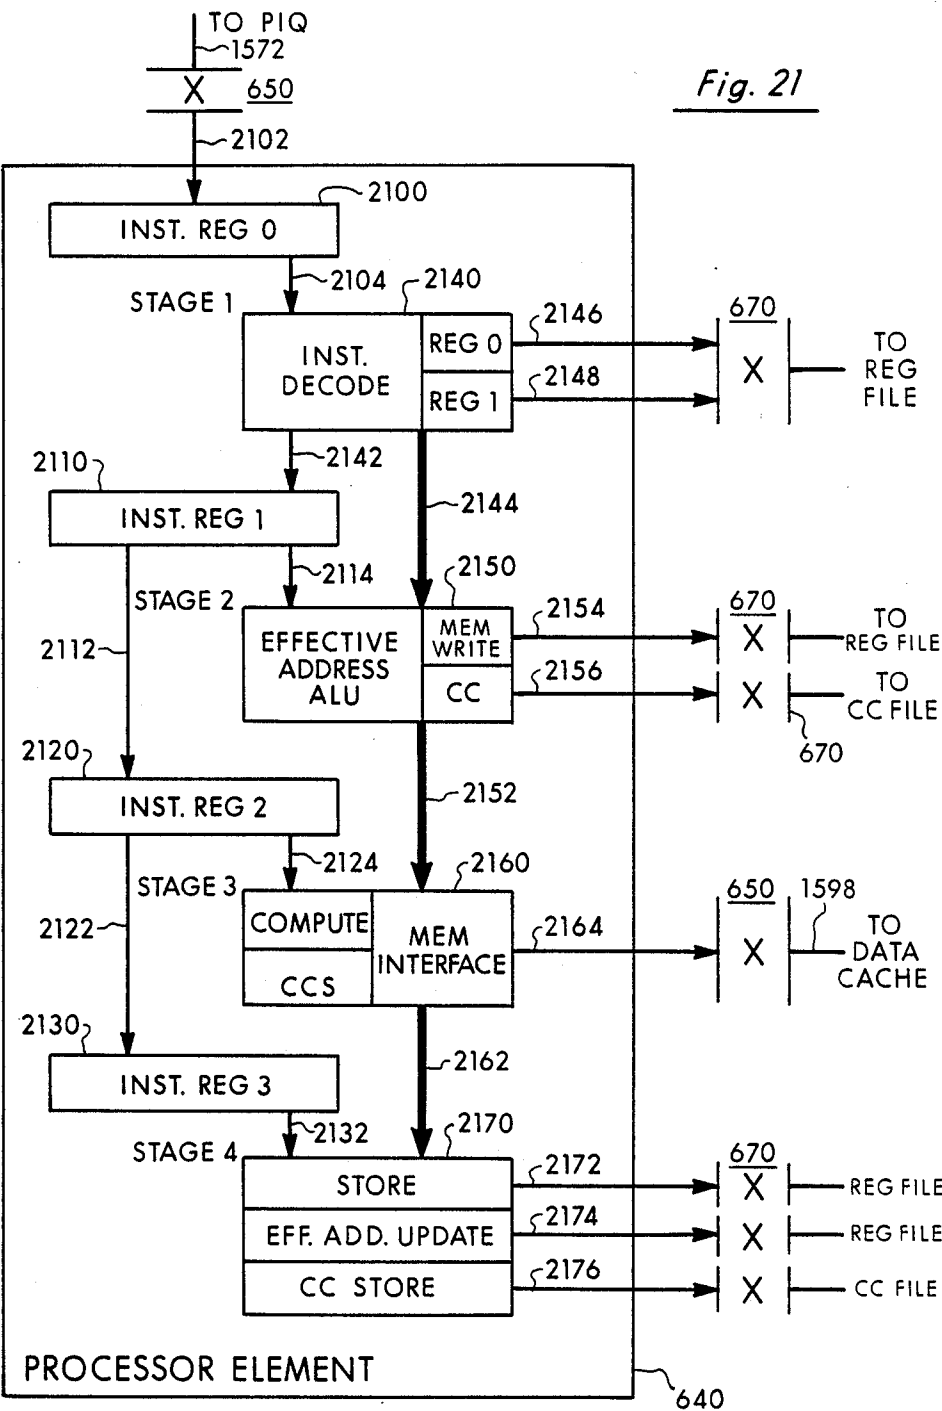 TO PIQ
1572
X
650
Fig. 21
2102
2100
INST. REG 0
2104
2140
STAGE 1
INST.
DECODE
REG 0
REG 1
2146
2148
670
X
TO
REG
FILE
2142
2144
2110
INST. REG 1
2114
STAGE 2
2150
EFFECTIVE
ADDRESS
ALU
MEM
WRITE
CC
2154
2156
670
X
TO
REG FILE
X
TO
CC FILE
670
2112
2120
INST. REG 2
2152
2124
2160
STAGE 3
COMPUTE
CCS
MEM
INTERFACE
2164
650
X
1598
TO
DATA
CACHE
2122
2130
INST. REG 3
2162
2132
2170
STAGE 4
STORE
EFF. ADD. UPDATE
CC STORE
2172
2174
2176
670
X
REG FILE
X
REG FILE
X
CC FILE
PROCESSOR ELEMENT
640